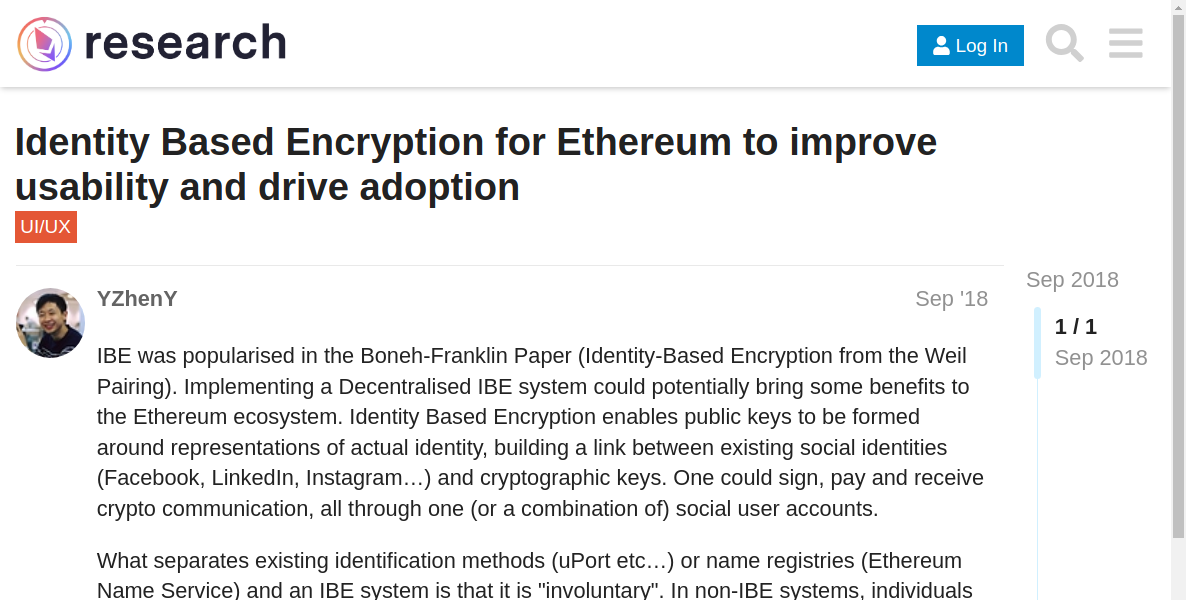 research
Log In
Identity Based Encryption for Ethereum to improve
usability and drive adoption
UI/UX
YZhenY
Sep '18
Sep 2018
1 / 1
Sep 2018
IBE was popularised in the Boneh-Franklin Paper (Identity-Based Encryption from the Weil
Pairing). Implementing a Decentralised IBE system could potentially bring some benefits to
the Ethereum ecosystem. Identity Based Encryption enables public keys to be formed
around representations of actual identity, building a link between existing social identities
(Facebook, LinkedIn, Instagram…) and cryptographic keys. One could sign, pay and receive
crypto communication, all through one (or a combination of) social user accounts.
What separates existing identification methods (uPort etc…) or name registries (Ethereum
Name Service) and an IBE system is that it is "involuntary". In non-IBE systems, individuals